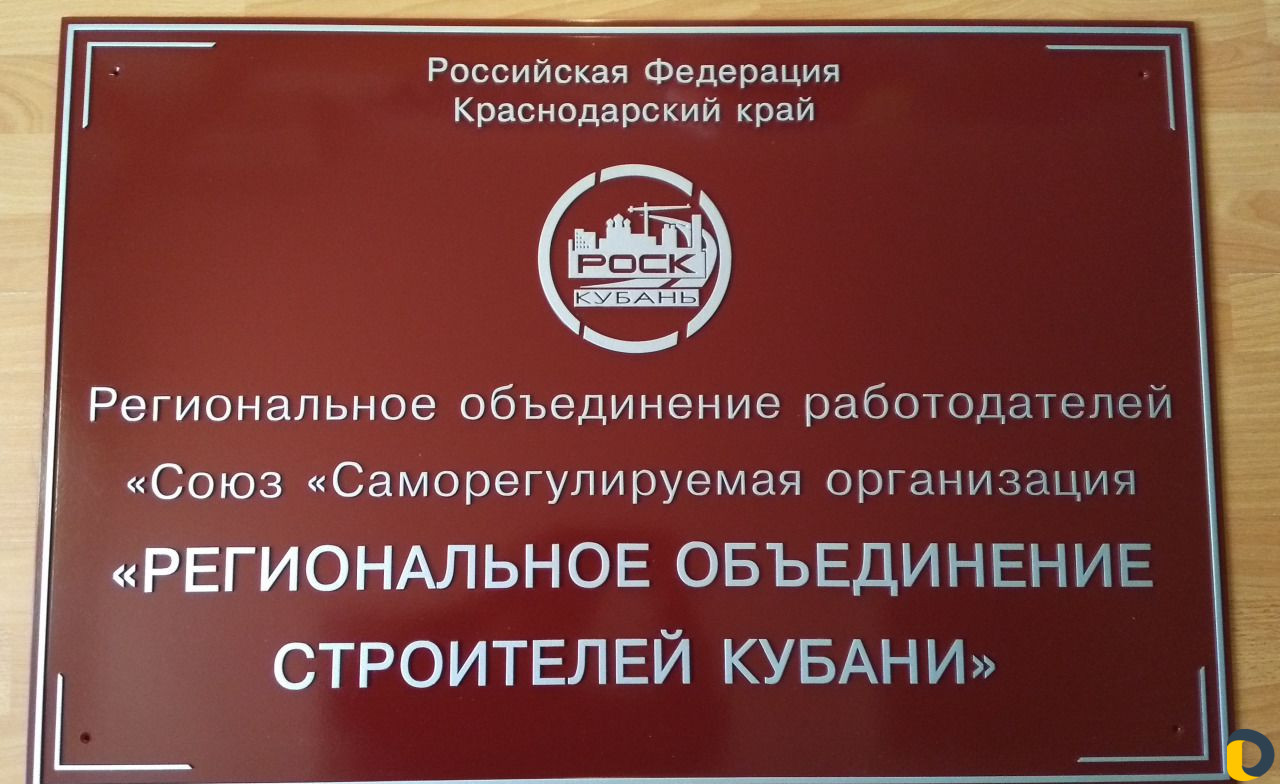 Российская Федерация
Краснодарский край
РОСК
КУБАНЬ
Региональное объединение работодателей
«Союз «Саморегулируемая организация
«РЕГИОНАЛЬНОЕ ОБЪЕДИНЕНИЕ
СТРОИТЕЛЕЙ КУБАНИ»